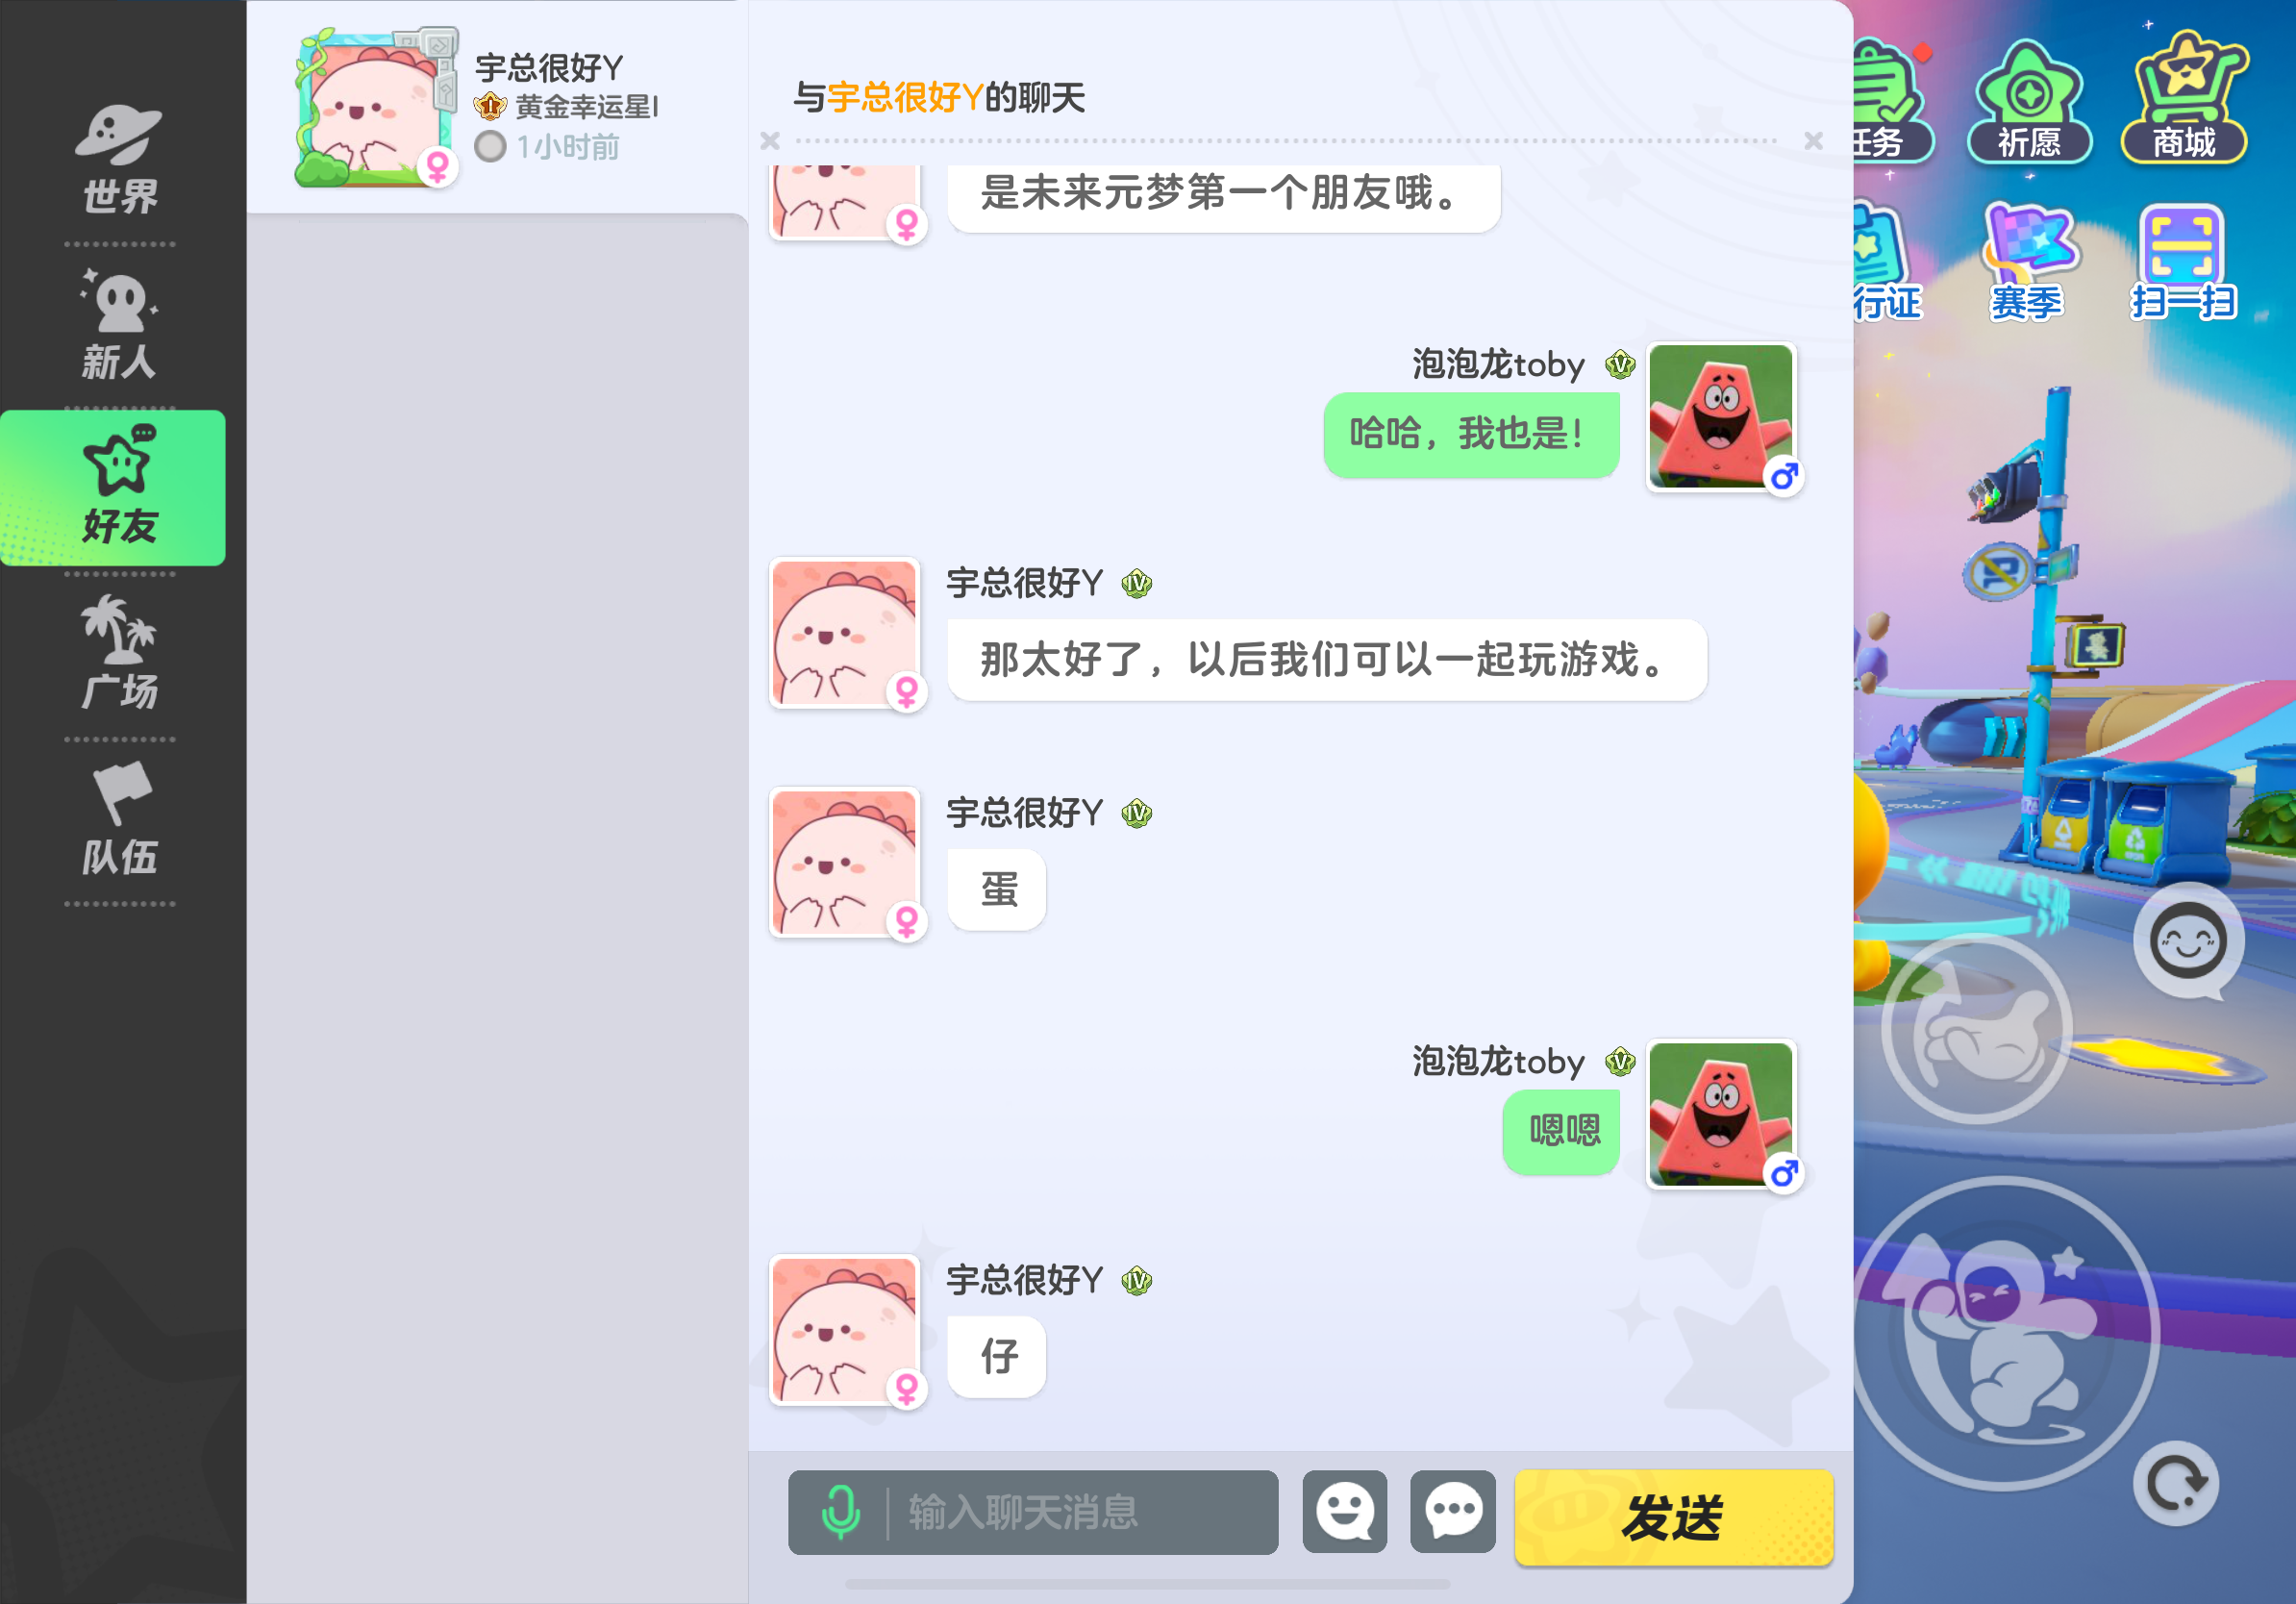 世界
新人
好友
广场
队伍
宇总很好Y
黄金幸运星I
1小时前
与宇总很好Y的聊天
是未来元梦第一个朋友哦。
泡泡龙toby V
哈哈，我也是！
宇总很好Y IV
那太好了，以后我们可以一起玩游戏。
宇总很好Y IV
蛋
泡泡龙toby V
嗯嗯
宇总很好Y IV
仔
输入聊天消息
发送
任务
祈愿
商城
行证
赛季
扫一扫